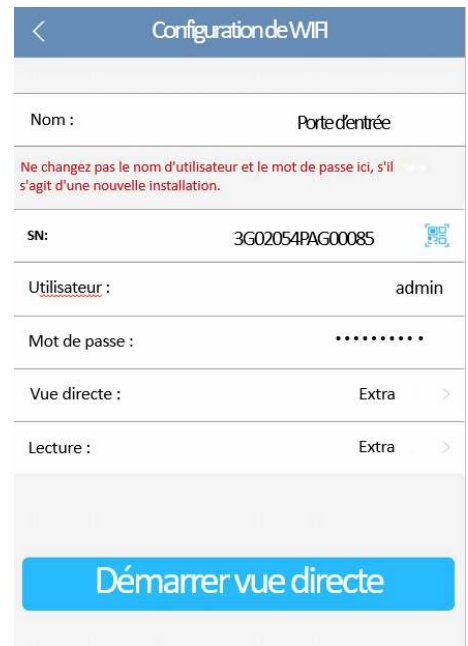 Configuration de WIFI
Nom : Porte d'entrée
Ne changez pas le nom d'utilisateur et le mot de passe ici, s'il
s'agit d'une nouvelle installation.
SN: 3G02054PAG00085
Utilisateur : admin
Mot de passe : ••••••••••
Vue directe : Extra
Lecture : Extra
Démarrer vue directe